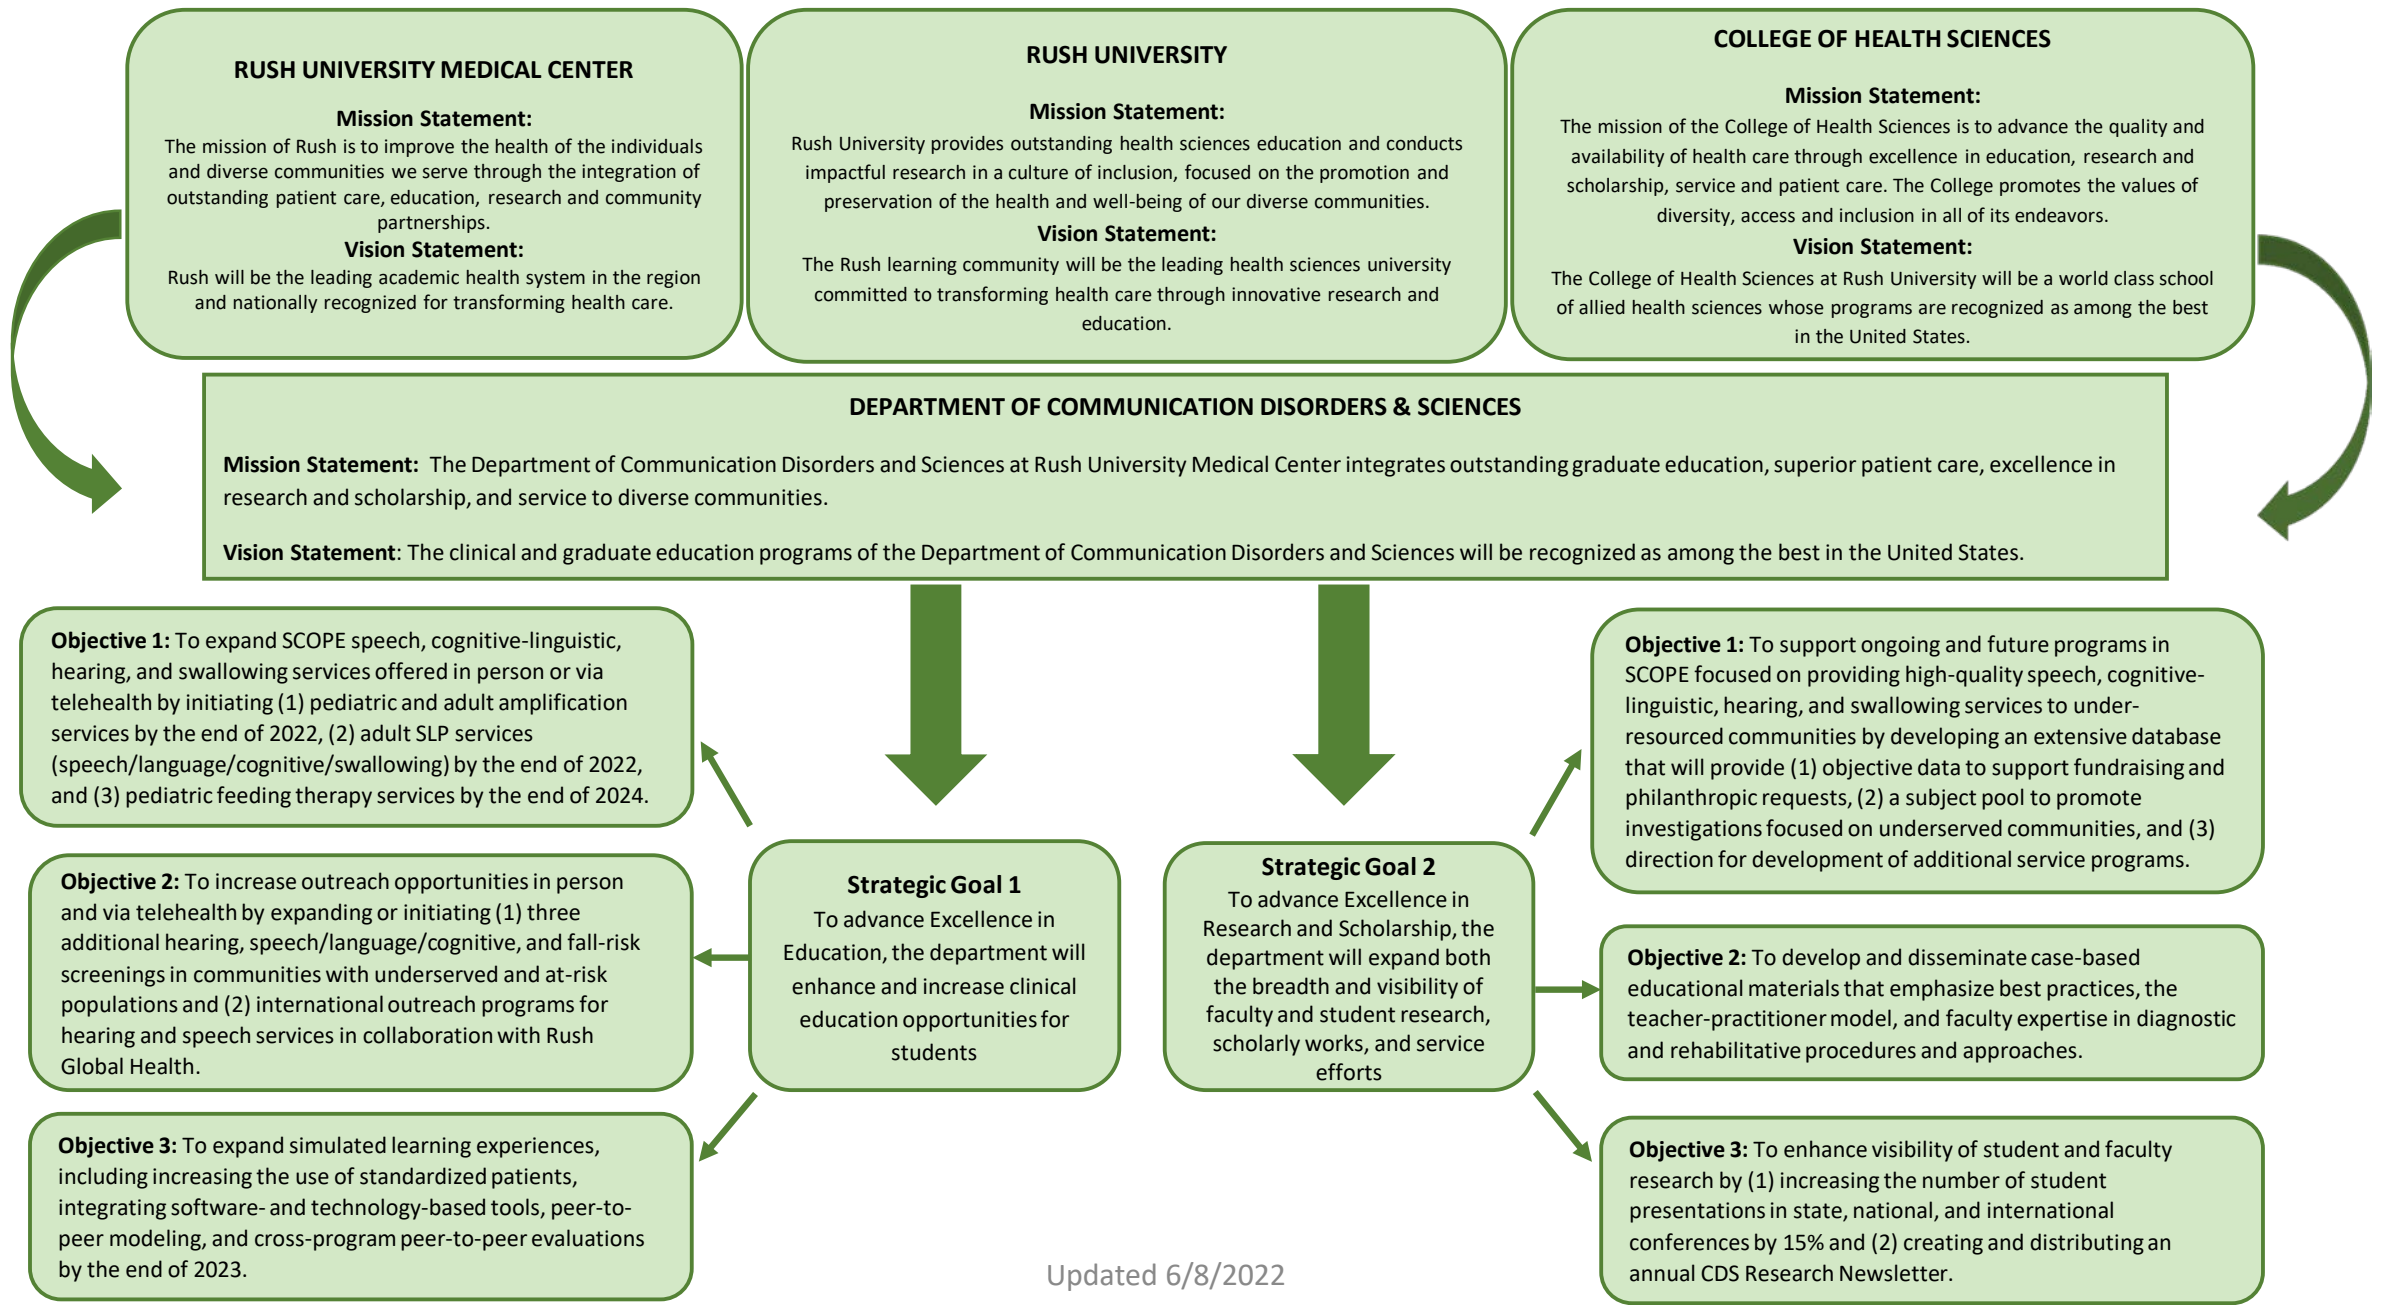 RUSH UNIVERSITY MEDICAL CENTER
Mission Statement:
The mission of Rush is to improve the health of the individuals
and diverse communities we serve through the integration of
outstanding patient care, education, research and community
partnerships.
Vision Statement:
Rush will be the leading academic health system in the region
and nationally recognized for transforming health care.
RUSH UNIVERSITY
Mission Statement:
Rush University provides outstanding health sciences education and conducts
impactful research in a culture of inclusion, focused on the promotion and
preservation of the health and well-being of our diverse communities.
Vision Statement:
The Rush learning community will be the leading health sciences university
committed to transforming health care through innovative research and
education.
COLLEGE OF HEALTH SCIENCES
Mission Statement:
The mission of the College of Health Sciences is to advance the quality and
availability of health care through excellence in education, research and
scholarship, service and patient care. The College promotes the values of
diversity, access and inclusion in all of its endeavors.
Vision Statement:
The College of Health Sciences at Rush University will be a world class school
of allied health sciences whose programs are recognized as among the best
in the United States.
DEPARTMENT OF COMMUNICATION DISORDERS & SCIENCES
Mission Statement: The Department of Communication Disorders and Sciences at Rush University Medical Center integrates outstanding graduate education, superior patient care, excellence in
research and scholarship, and service to diverse communities.
Vision Statement: The clinical and graduate education programs of the Department of Communication Disorders and Sciences will be recognized as among the best in the United States.
Objective 1: To expand SCOPE speech, cognitive-linguistic,
hearing, and swallowing services offered in person or via
telehealth by initiating (1) pediatric and adult amplification
services by the end of 2022, (2) adult SLP services
(speech/language/cognitive/swallowing) by the end of 2022,
and (3) pediatric feeding therapy services by the end of 2024.
Objective 2: To increase outreach opportunities in person
and via telehealth by expanding or initiating (1) three
additional hearing, speech/language/cognitive, and fall-risk
screenings in communities with underserved and at-risk
populations and (2) international outreach programs for
hearing and speech services in collaboration with Rush
Global Health.
Objective 3: To expand simulated learning experiences,
including increasing the use of standardized patients,
integrating software- and technology-based tools, peer-to-
peer modeling, and cross-program peer-to-peer evaluations
by the end of 2023.
Strategic Goal 1
To advance Excellence in
Education, the department will
enhance and increase clinical
education opportunities for
students
Strategic Goal 2
To advance Excellence in
Research and Scholarship, the
department will expand both
the breadth and visibility of
faculty and student research,
scholarly works, and service
efforts
Objective 1: To support ongoing and future programs in
SCOPE focused on providing high-quality speech, cognitive-
linguistic, hearing, and swallowing services to under-
resourced communities by developing an extensive database
that will provide (1) objective data to support fundraising and
philanthropic requests, (2) a subject pool to promote
investigations focused on underserved communities, and (3)
direction for development of additional service programs.
Objective 2: To develop and disseminate case-based
educational materials that emphasize best practices, the
teacher-practitioner model, and faculty expertise in diagnostic
and rehabilitative procedures and approaches.
Objective 3: To enhance visibility of student and faculty
research by (1) increasing the number of student
presentations in state, national, and international
conferences by 15% and (2) creating and distributing an
annual CDS Research Newsletter.
Updated 6/8/2022